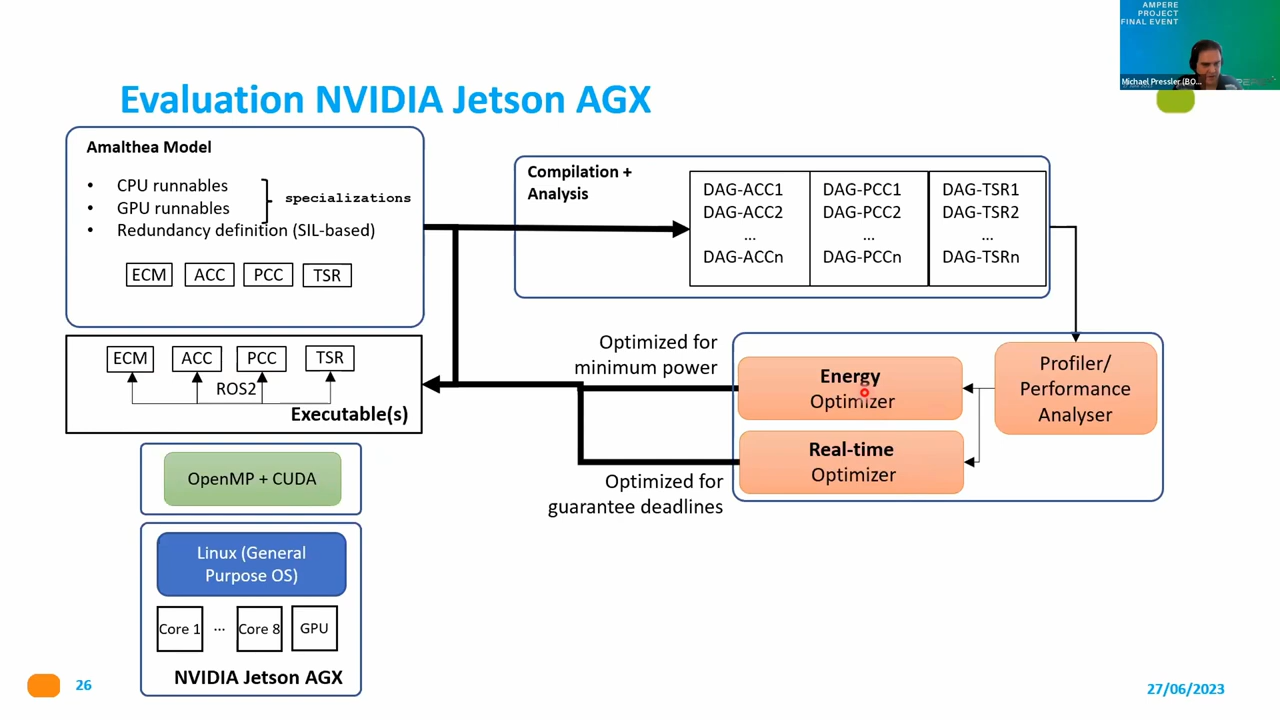 AMPERE
PROJECT
FINAL EVENT
Michael Pressler (BO...
Evaluation NVIDIA Jetson AGX
Amalthea Model
• CPU runnables
• GPU runnables
specializations
• Redundancy definition (SIL-based)
ECM ACC PCC TSR
Compilation +
Analysis
DAG-ACC1 DAG-PCC1 DAG-TSR1
DAG-ACC2 DAG-PCC2 DAG-TSR2
... ... ...
DAG-ACCn DAG-PCCn DAG-TSRn
ECM ACC PCC TSR
ROS2
Executable(s)
Optimized for
minimum power
Energy
Optimizer
Profiler/
Performance
Analyser
Real-time
Optimizer
Optimized for
guarantee deadlines
OpenMP + CUDA
Linux (General
Purpose OS)
Core 1 ... Core 8 GPU
NVIDIA Jetson AGX
26
27/06/2023